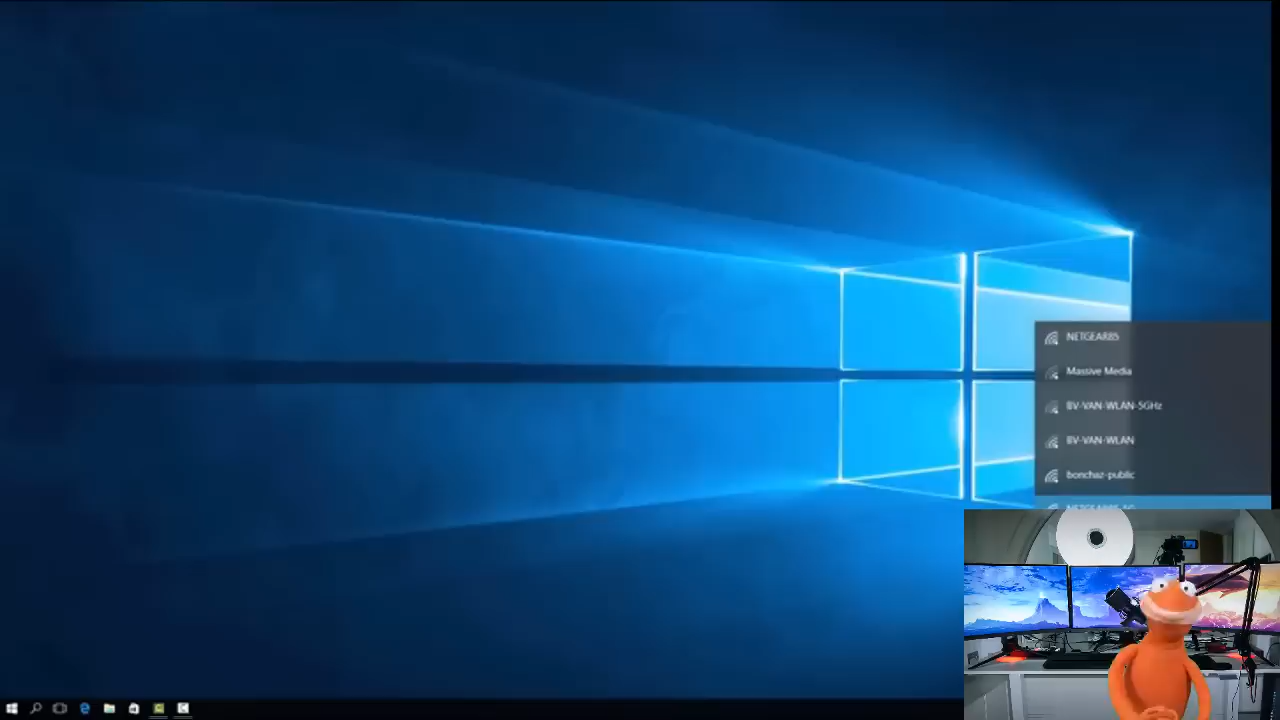 NETGEAR85
Massive Media
BV-VAN-WLAN-5GHz
BV-VAN-WLAN
bonchaz-public